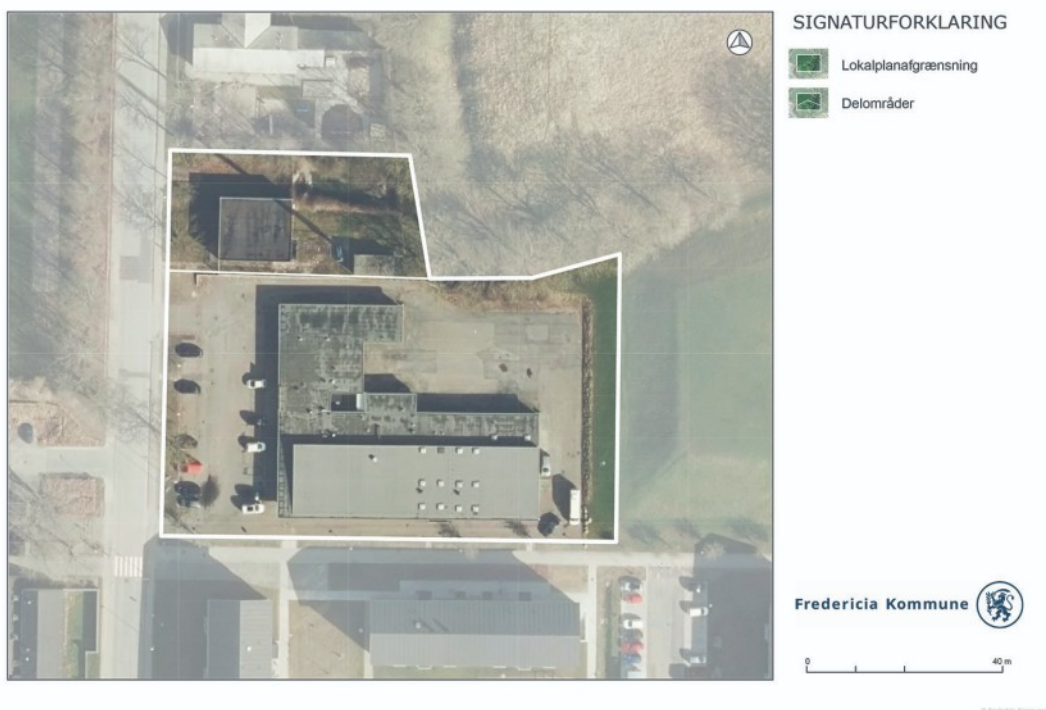 SIGNATURFORKLARING
Lokalplanafgrænsning
Delområder
Fredericia Kommune
0 40 m